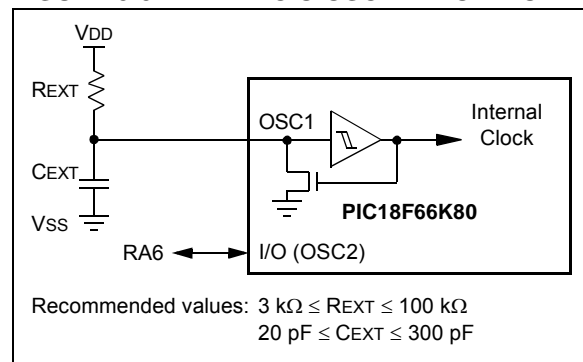 VDD
REXT
OSC1
Internal
Clock
CEXT
PIC18F66K80
VSS
RA6
I/O (OSC2)
Recommended values: 3 kΩ ≤ REXT ≤ 100 kΩ
20 pF ≤ CEXT ≤ 300 pF